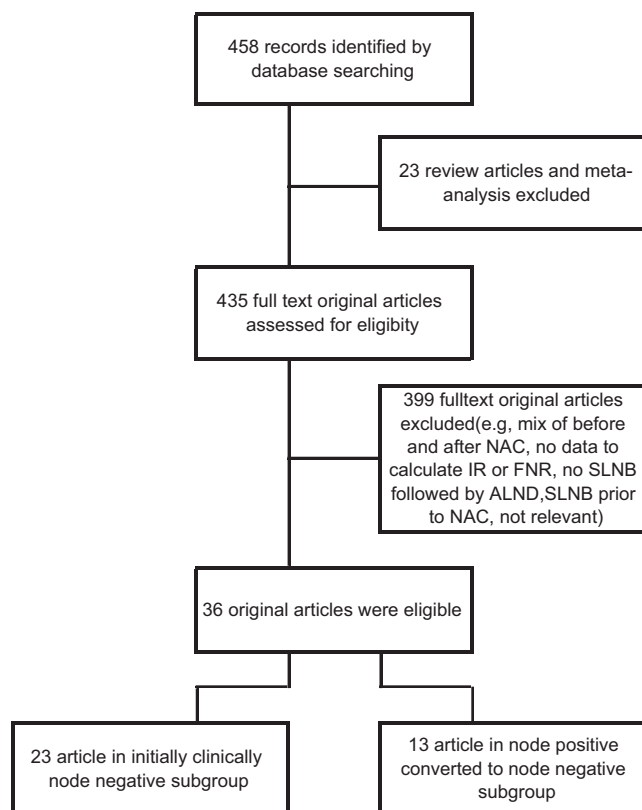 458 records identified by
database searching
23 review articles and meta-
analysis excluded
435 full text original articles
assessed for eligibity
399 fulltext original articles
excluded(e.g, mix of before
and after NAC, no data to
calculate IR or FNR, no SLNB
followed by ALND,SLNB prior
to NAC, not relevant)
36 original articles were eligible
23 article in initially clinically
node negative subgroup
13 article in node positive
converted to node negative
subgroup